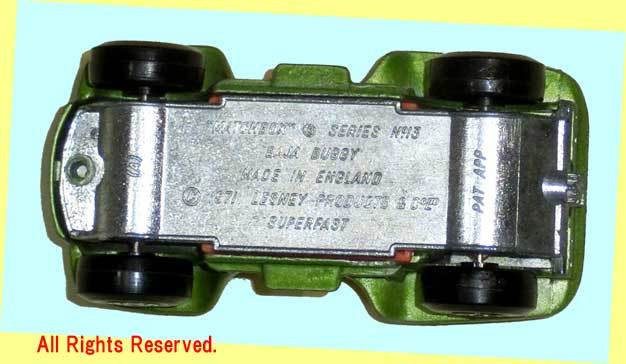 "MATCHBOX" ® SERIES Nº13
BAJA BUGGY
MADE IN ENGLAND
© 1971 LESNEY PRODUCTS & Cº LTD
SUPERFAST
PAT APP
All Rights Reserved.